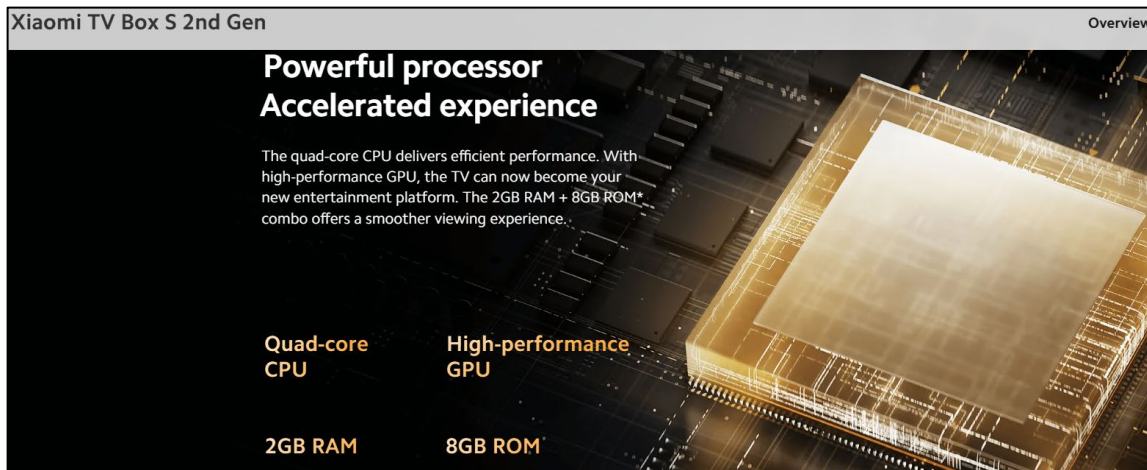 Xiaomi TV Box S 2nd Gen
Overview
Powerful processor
Accelerated experience
The quad-core CPU delivers efficient performance. With
high-performance GPU, the TV can now become your
new entertainment platform. The 2GB RAM + 8GB ROM*
combo offers a smoother viewing experience.
Quad-core
CPU
High-performance
GPU
2GB RAM
8GB ROM